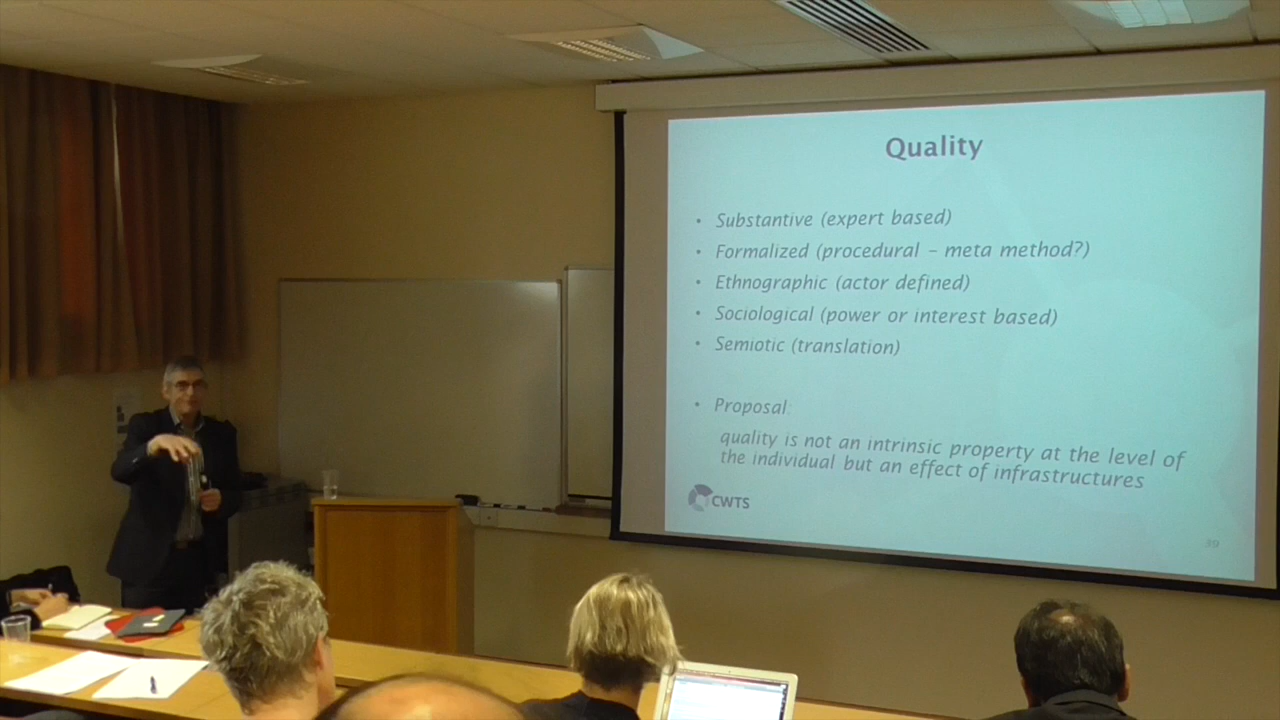 Quality
• Substantive (expert based)
• Formalized (procedural – meta method?)
• Ethnographic (actor defined)
• Sociological (power or interest based)
• Semiotic (translation)
• Proposal
quality is not an intrinsic property at the level of
the individual but an effect of infrastructures
CWTS
39